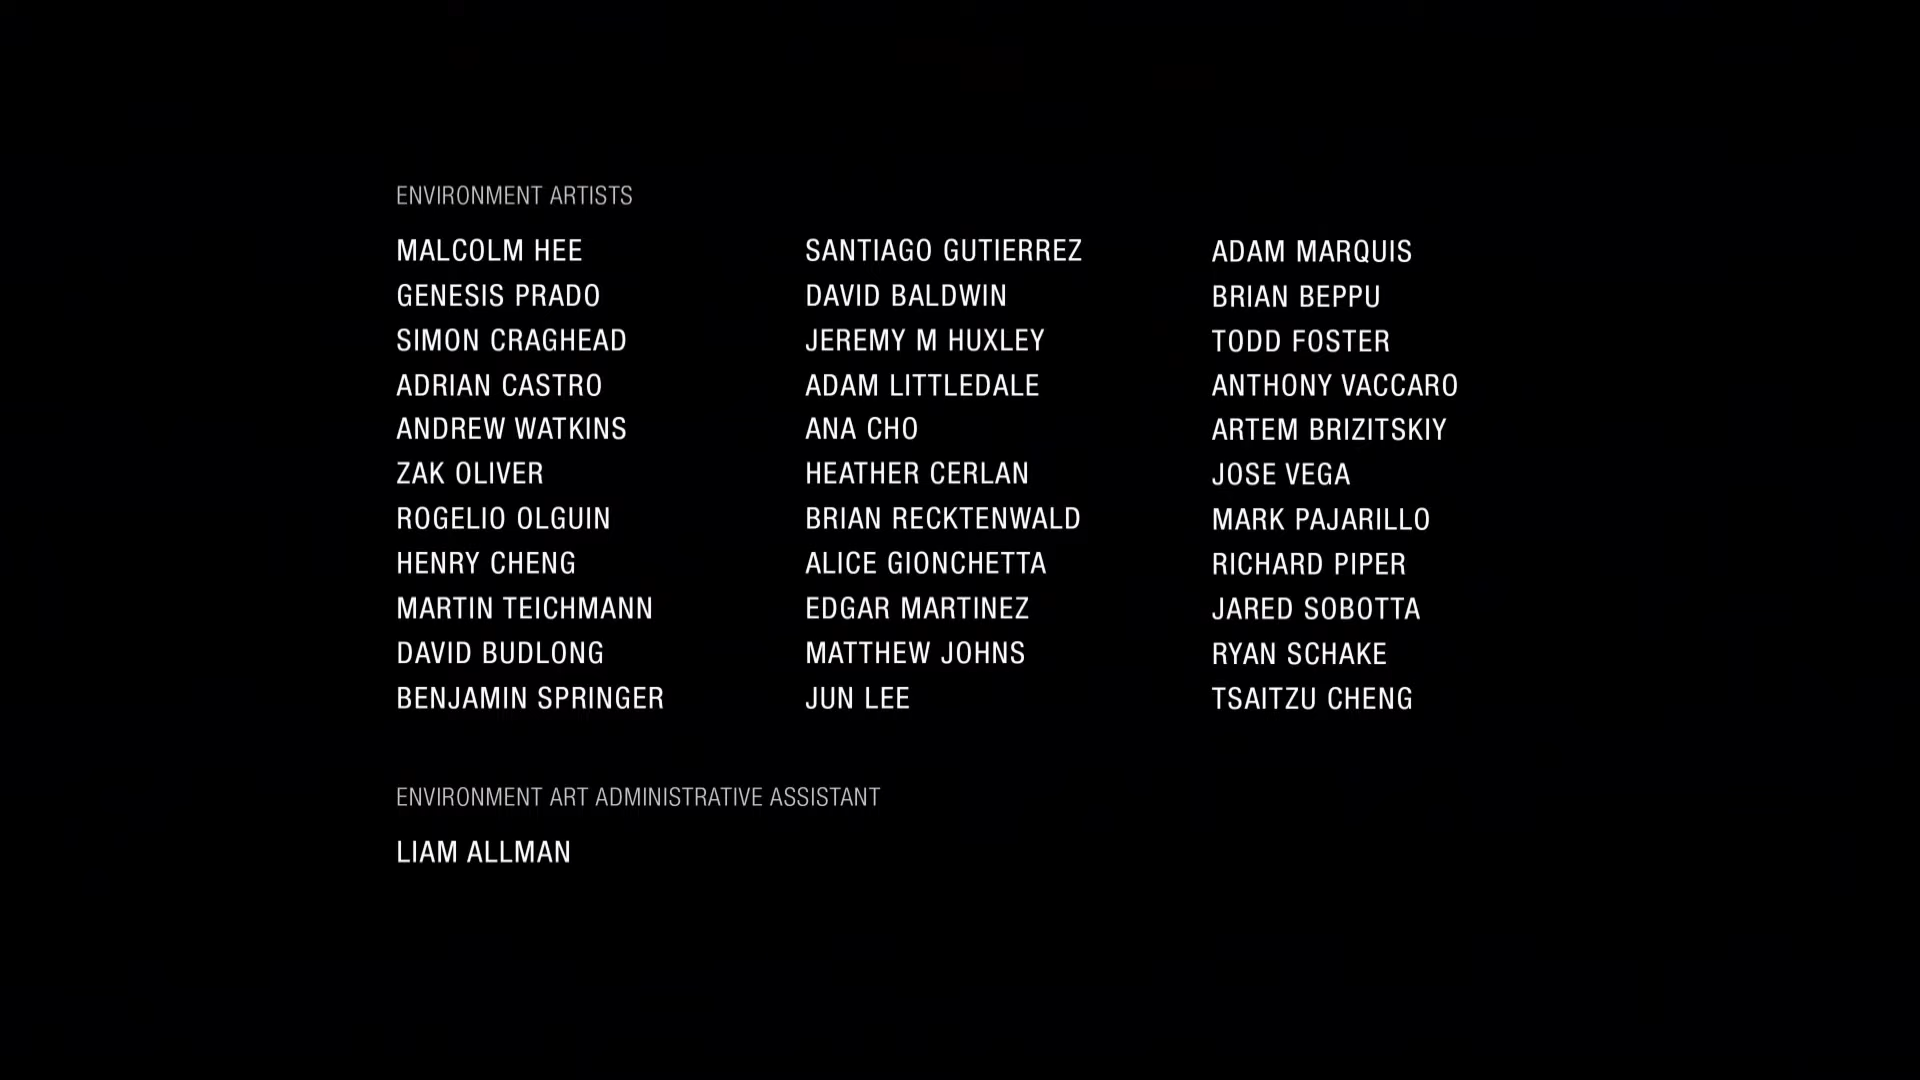 ENVIRONMENT ARTISTS
MALCOLM HEE
GENESIS PRADO
SIMON CRAGHEAD
ADRIAN CASTRO
ANDREW WATKINS
ZAK OLIVER
ROGELIO OLGUIN
HENRY CHENG
MARTIN TEICHMANN
DAVID BUDLONG
BENJAMIN SPRINGER
SANTIAGO GUTIERREZ
DAVID BALDWIN
JEREMY M HUXLEY
ADAM LITTLEDALE
ANA CHO
HEATHER CERLAN
BRIAN RECKTENWALD
ALICE GIONCHETTA
EDGAR MARTINEZ
MATTHEW JOHNS
JUN LEE
ADAM MARQUIS
BRIAN BEPPU
TODD FOSTER
ANTHONY VACCARO
ARTEM BRIZITSKIY
JOSE VEGA
MARK PAJARILLO
RICHARD PIPER
JARED SOBOTTA
RYAN SCHAKE
TSAITZU CHENG
ENVIRONMENT ART ADMINISTRATIVE ASSISTANT
LIAM ALLMAN